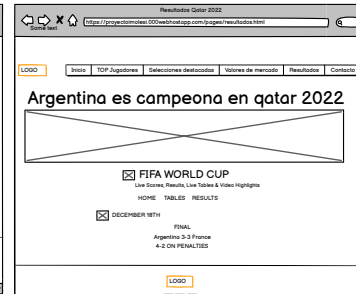 Resultados Qatar 2022
https://proyectoimolesi.000webhostapp.com/pages/resultados.html
Some text
LOGO
Inicio TOP Jugadores Selecciones destacadas Valores de mercado Resultados Contacto
Argentina es campeona en qatar 2022
FIFA WORLD CUP
Live Scores, Results, Live Tables & Video Highlights
HOME TABLES RESULTS
DECEMBER 18TH
FINAL
Argentina 3-3 France
4-2 ON PENALTIES
LOGO